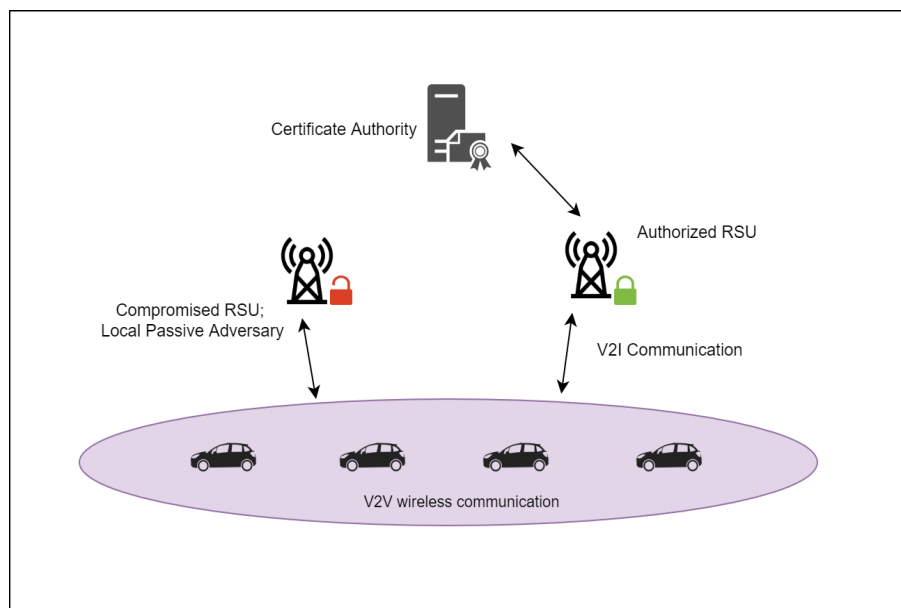 Certificate Authority
Authorized RSU
Compromised RSU;
Local Passive Adversary
V2I Communication
V2V wireless communication